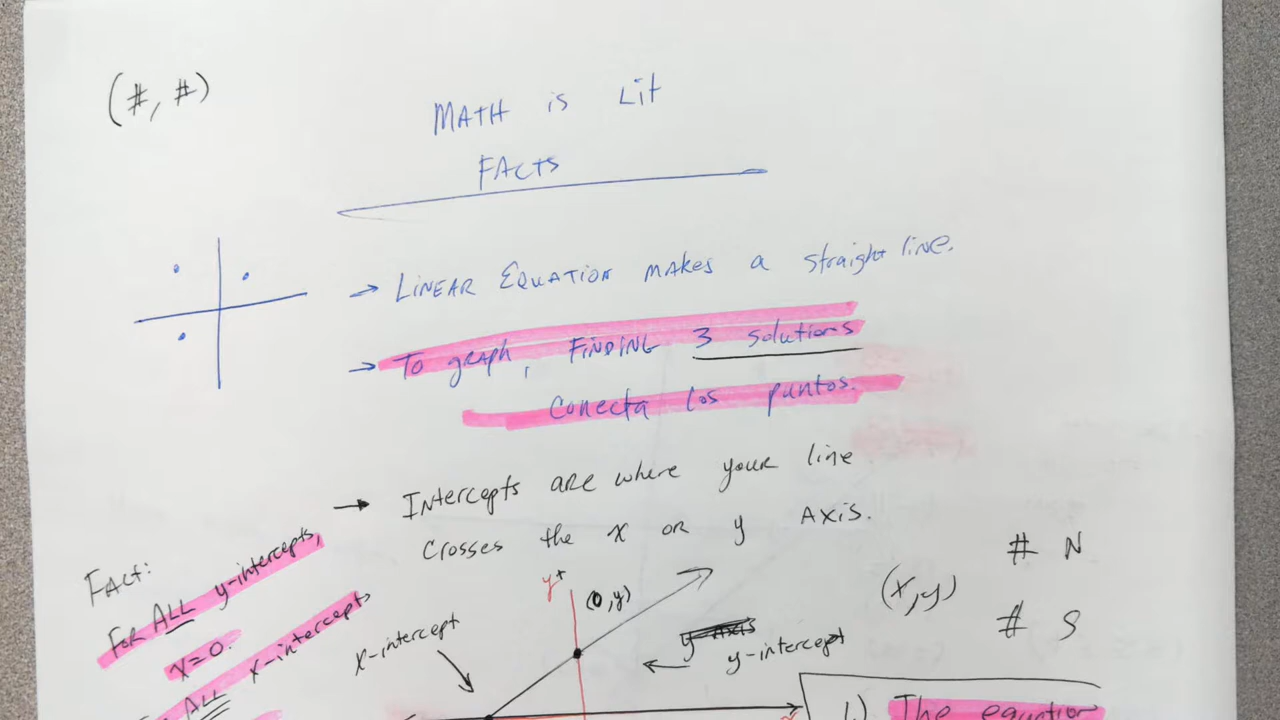 (#, #)
MATH is Lit
FACTS
→ LINEAR EQUATION MAKES a straight line.
→ To graph, FINDING 3 solutions
Conecta los puntos.
→ Intercepts are where your line
crosses the x or y Axis.
Fact:
For ALL y-intercepts,
x=0.
ALL x-intercepts
y+
(0,y)
x-intercept
y-intercept
(x,y)
# N
# S
1.) The equation